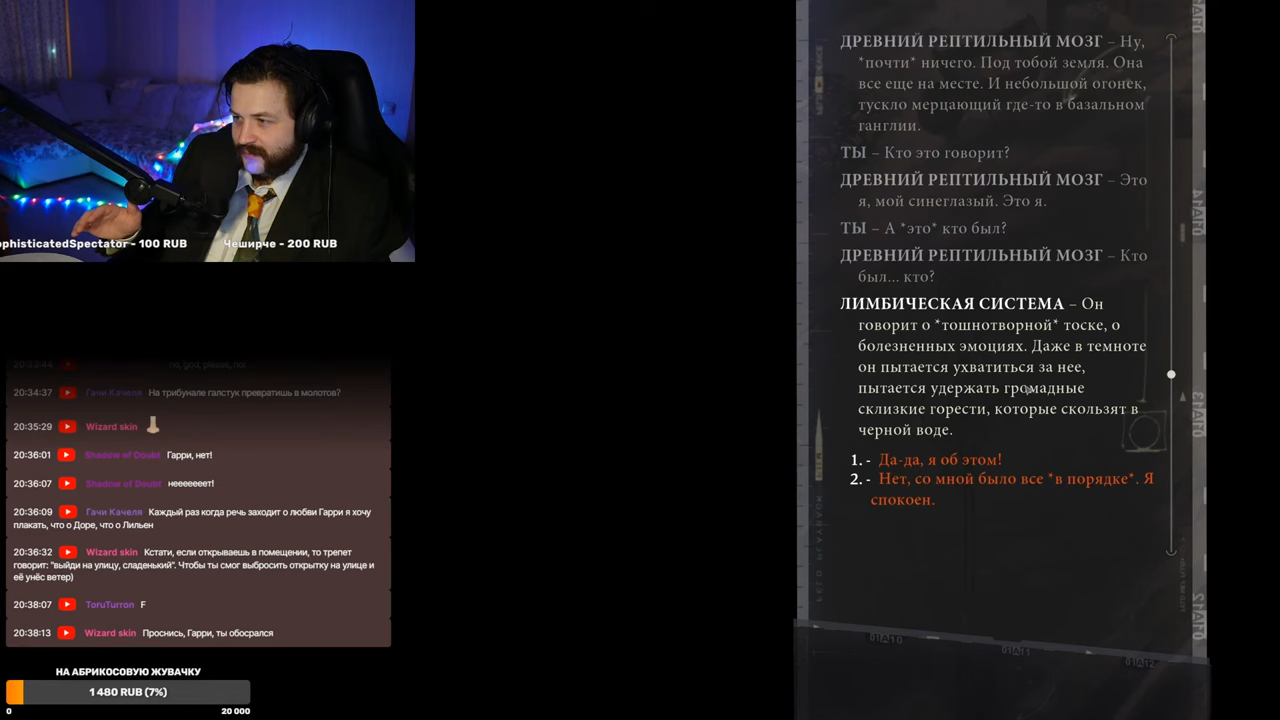 ophisticatedSpectator - 100 RUB
Чеширче - 200 RUB
20:33:44 no, god, please, no!
20:34:37 Гачи Качеля На трибунале галстук превратишь в молотов?
20:35:29 Wizard skin
20:36:01 Shadow of Doubt Гарри, нет!
20:36:07 Shadow of Doubt нееееееет!
20:36:09 Гачи Качеля Каждый раз когда речь заходит о любви Гарри я хочу
плакать, что о Доре, что о Лильен
20:36:32 Wizard skin Кстати, если открываешь в помещении, то трепет
говорит: "выйди на улицу, сладенький". Чтобы ты смог выбросить открытку на улице и
её унёс ветер)
20:38:07 ToruTurron F
20:38:13 Wizard skin Проснись, Гарри, ты обосрался
НА АБРИКОСОВУЮ ЖУВАЧКУ
1 480 RUB (7%)
0
20 000
ДРЕВНИЙ РЕПТИЛЬНЫЙ МОЗГ – Ну,
*почти* ничего. Под тобой земля. Она
все еще на месте. И небольшой огонек,
тускло мерцающий где-то в базальном
ганглии.
ТЫ – Кто это говорит?
ДРЕВНИЙ РЕПТИЛЬНЫЙ МОЗГ – Это
я, мой синеглазый. Это я.
ТЫ – А *это* кто был?
ДРЕВНИЙ РЕПТИЛЬНЫЙ МОЗГ – Кто
был... кто?
ЛИМБИЧЕСКАЯ СИСТЕМА – Он
говорит о *тошнотворной* тоске, о
болезненных эмоциях. Даже в темноте
он пытается ухватиться за нее,
пытается удержать громадные
склизкие горести, которые скользят в
черной воде.
1. - Да-да, я об этом!
2. - Нет, со мной было все *в порядке*. Я
спокоен.